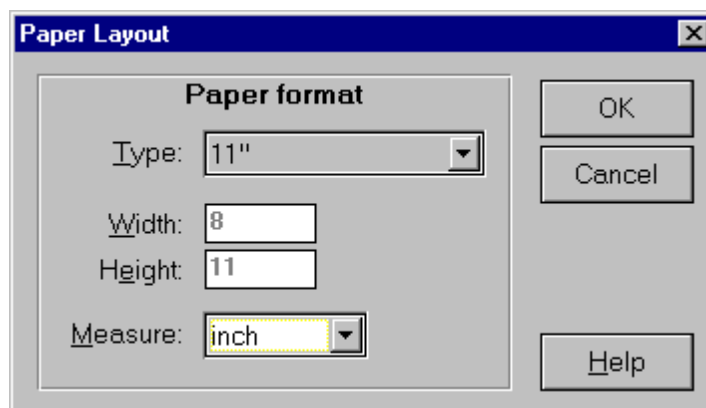 Paper Layout
Paper format
Type: 11"
Width: 8
Height: 11
Measure: inch
OK
Cancel
Help